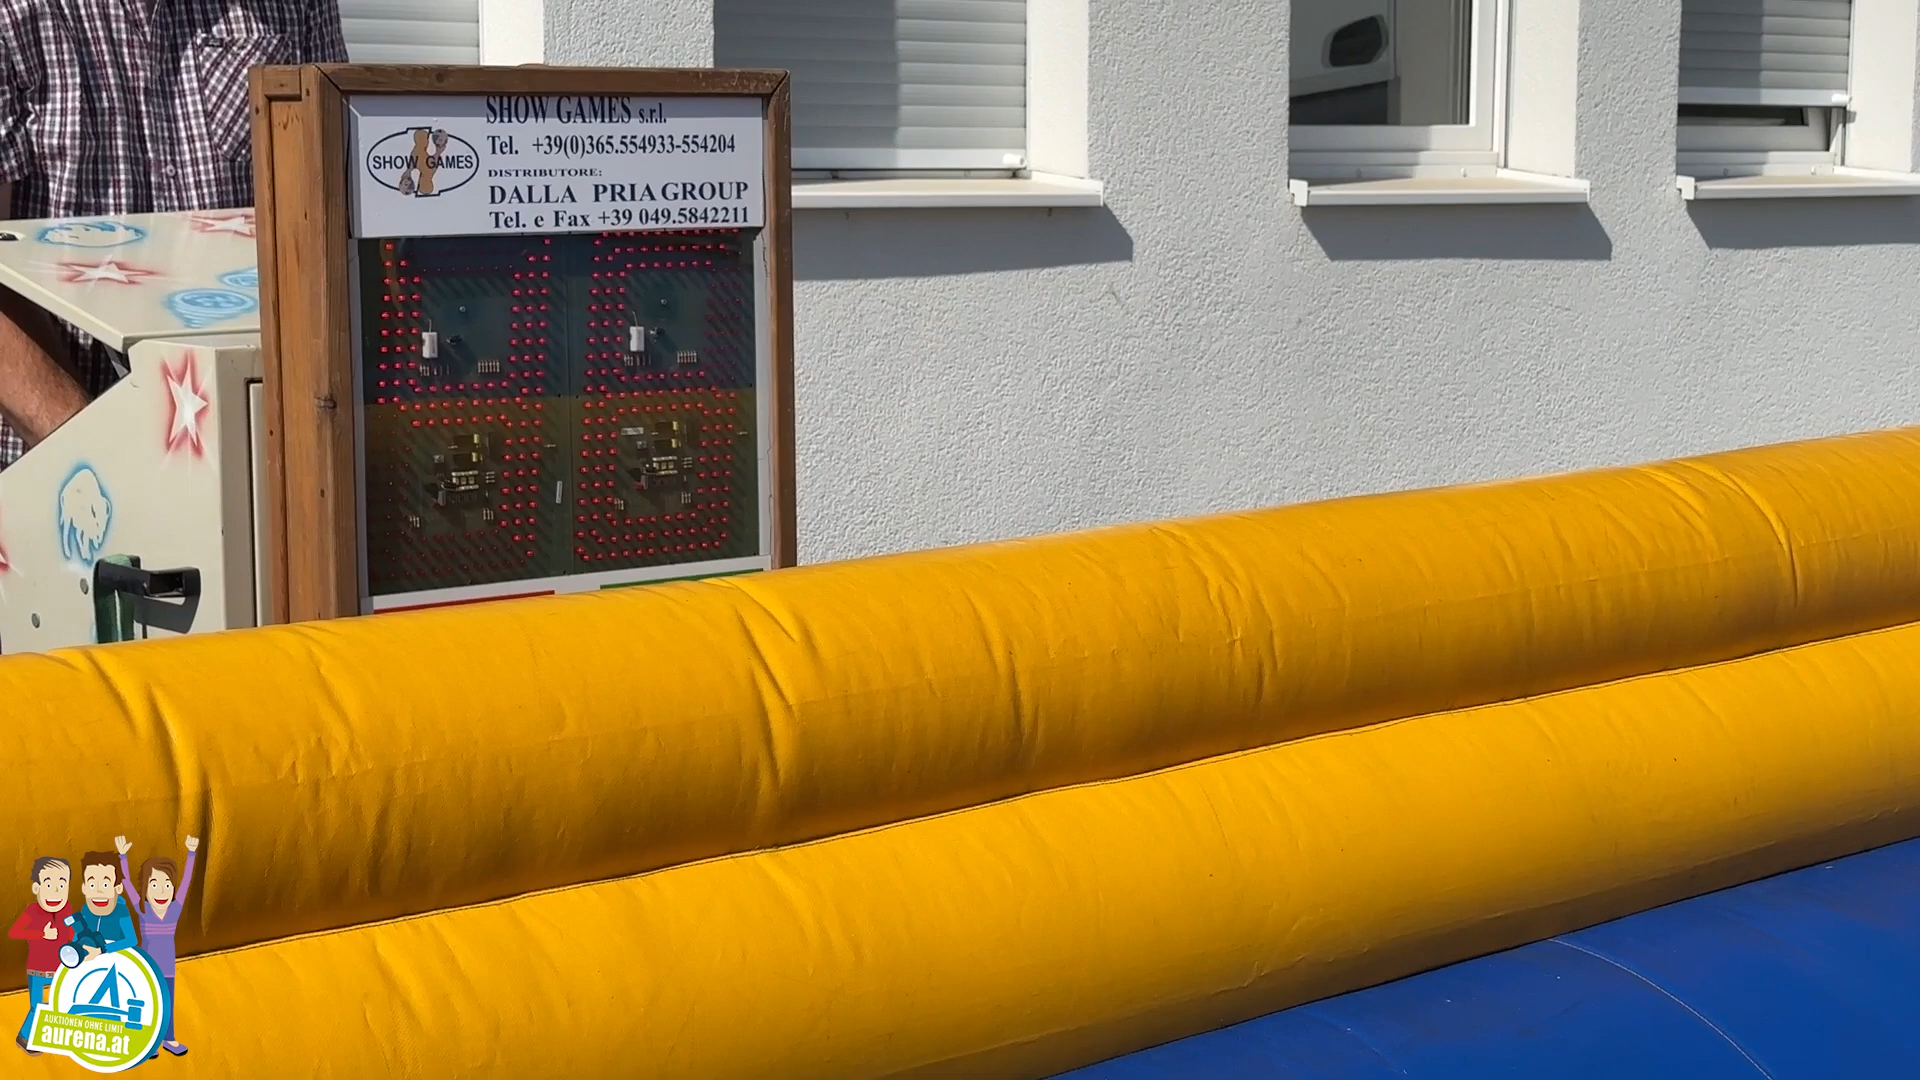 SHOW GAMES s.r.l.
Tel. +39(0)365.554933-554204
SHOW GAMES
DISTRIBUTORE:
DALLA PRIA GROUP
Tel. e Fax +39 049.5842211
AUKTIONEN OHNE LIMIT
aurena.at